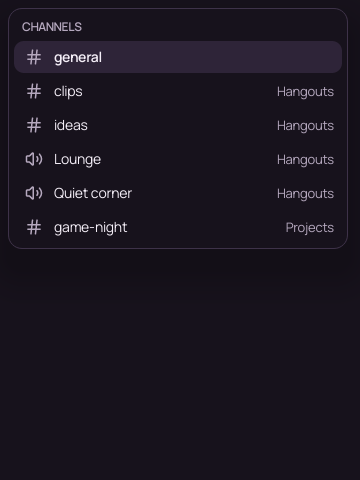 CHANNELS
general
clips Hangouts
ideas Hangouts
Lounge Hangouts
Quiet corner Hangouts
game-night Projects